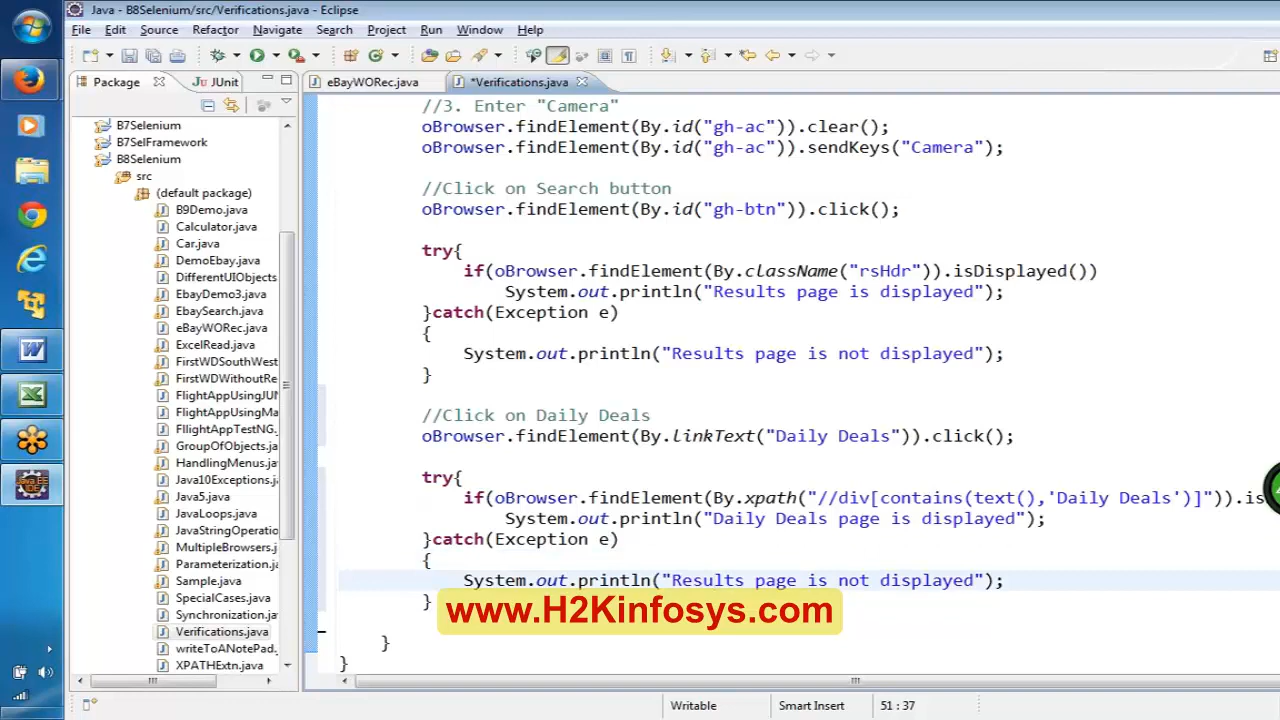 Java - B8Selenium/src/Verifications.java - Eclipse
File Edit Source Refactor Navigate Search Project Run Window Help
Package JUnit
eBayWORec.java *Verifications.java
B7Selenium
B7SelFramework
B8Selenium
src
(default package)
B9Demo.java
Calculator.java
Car.java
DemoEbay.java
DifferentUIObjects
EbayDemo3.java
EbaySearch.java
eBayWORec.java
ExcelRead.java
FirstWDSouthWest
FirstWDWithoutRe
FlightAppUsingJUN
FlightAppUsingMa
FlIightAppTestNG.
GroupOfObjects.ja
HandlingMenus.ja
Java10Exceptions.j
Java5.java
JavaLoops.java
JavaStringOperatio
MultipleBrowsers.j
Parameterization.ja
Sample.java
SpecialCases.java
Synchronization.ja
Verifications.java
writeToANotePad.
XPATHExtn.java
//3. Enter "Camera"
oBrowser.findElement(By.id("gh-ac")).clear();
oBrowser.findElement(By.id("gh-ac")).sendKeys("Camera");
//Click on Search button
oBrowser.findElement(By.id("gh-btn")).click();
try{
if(oBrowser.findElement(By.className("rsHdr")).isDisplayed())
System.out.println("Results page is displayed");
}catch(Exception e)
{
System.out.println("Results page is not displayed");
}
//Click on Daily Deals
oBrowser.findElement(By.linkText("Daily Deals")).click();
try{
if(oBrowser.findElement(By.xpath("//div[contains(text(),'Daily Deals')]")).is
System.out.println("Daily Deals page is displayed");
}catch(Exception e)
{
System.out.println("Results page is not displayed");
}
}
}
www.H2Kinfosys.com
Writable Smart Insert 51 : 37